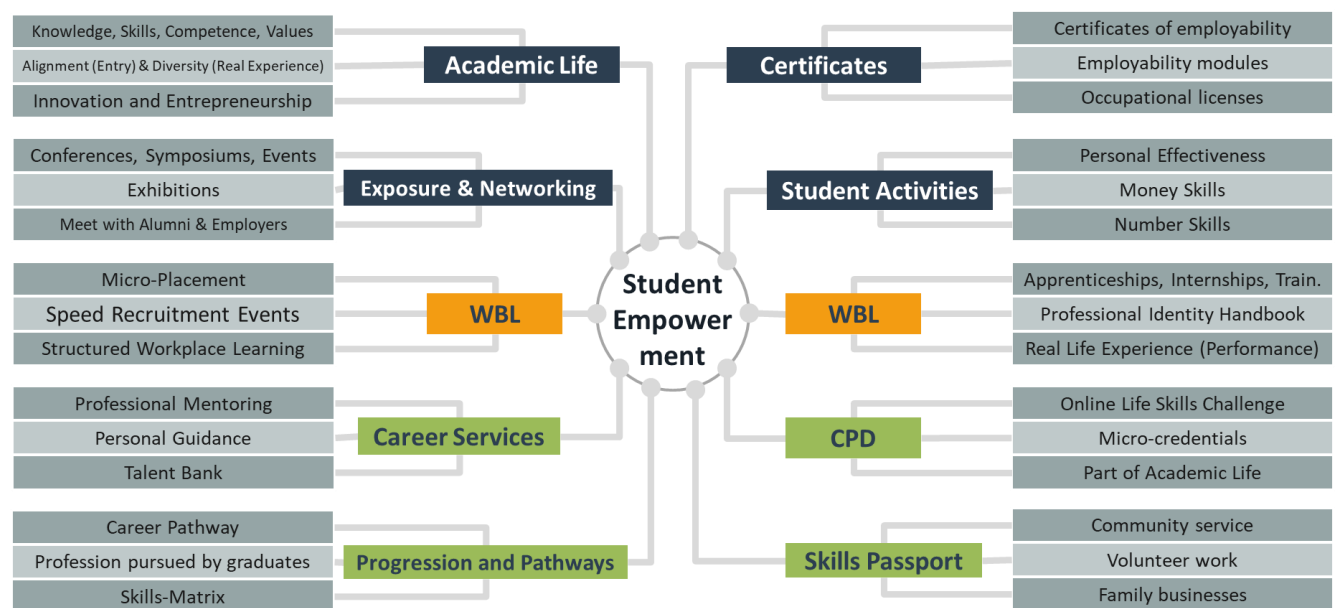 Knowledge, Skills, Competence, Values
Alignment (Entry) & Diversity (Real Experience)
Innovation and Entrepreneurship
Academic Life
Conferences, Symposiums, Events
Exhibitions
Meet with Alumni & Employers
Exposure & Networking
Micro-Placement
Speed Recruitment Events
Structured Workplace Learning
WBL
Professional Mentoring
Personal Guidance
Talent Bank
Career Services
Career Pathway
Profession pursued by graduates
Skills-Matrix
Progression and Pathways
Student
Empower
ment
Certificates
Certificates of employability
Employability modules
Occupational licenses
Student Activities
Personal Effectiveness
Money Skills
Number Skills
WBL
Apprenticeships, Internships, Train.
Professional Identity Handbook
Real Life Experience (Performance)
CPD
Online Life Skills Challenge
Micro-credentials
Part of Academic Life
Skills Passport
Community service
Volunteer work
Family businesses